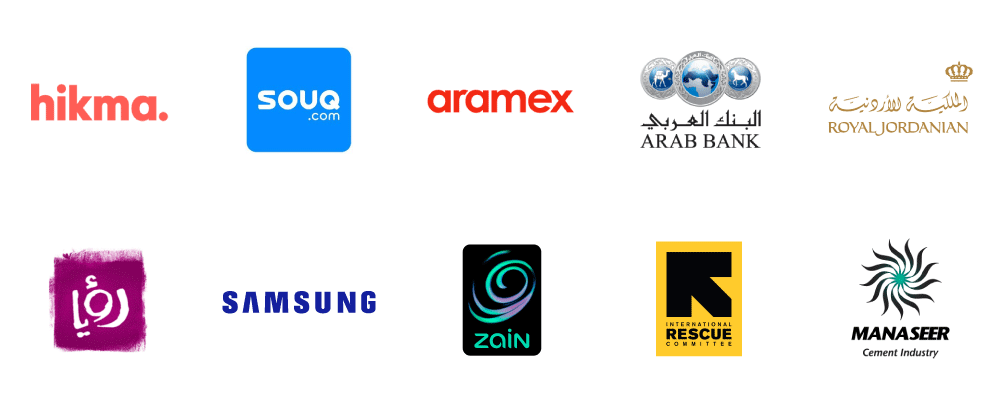 hikma.
SOUQ
.com
aramex
البنك العربي
ARAB BANK
الملكية الأردنية
ROYAL JORDANIAN
رؤيا
SAMSUNG
zain
INTERNATIONAL
RESCUE
COMMITTEE
MANASEER
Cement Industry